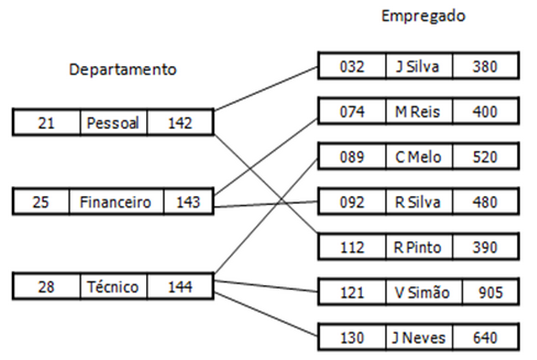 Departamento
21 Pessoal 142
25 Financeiro 143
28 Técnico 144
Empregado
032 J Silva 380
074 M Reis 400
089 C Melo 520
092 R Silva 480
112 R Pinto 390
121 V Simão 905
130 J Neves 640